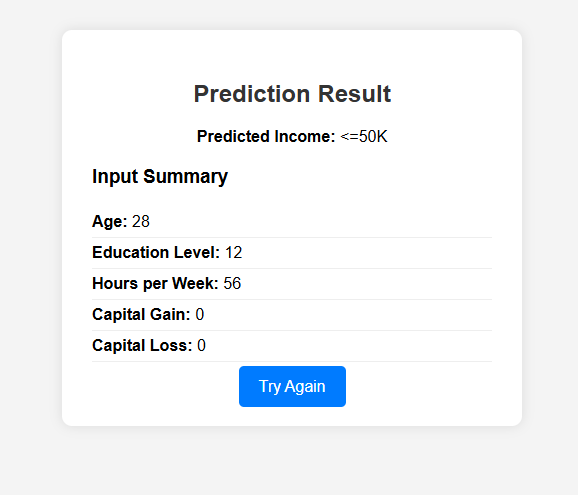 Prediction Result
Predicted Income: <=50K
Input Summary
Age: 28
Education Level: 12
Hours per Week: 56
Capital Gain: 0
Capital Loss: 0
Try Again